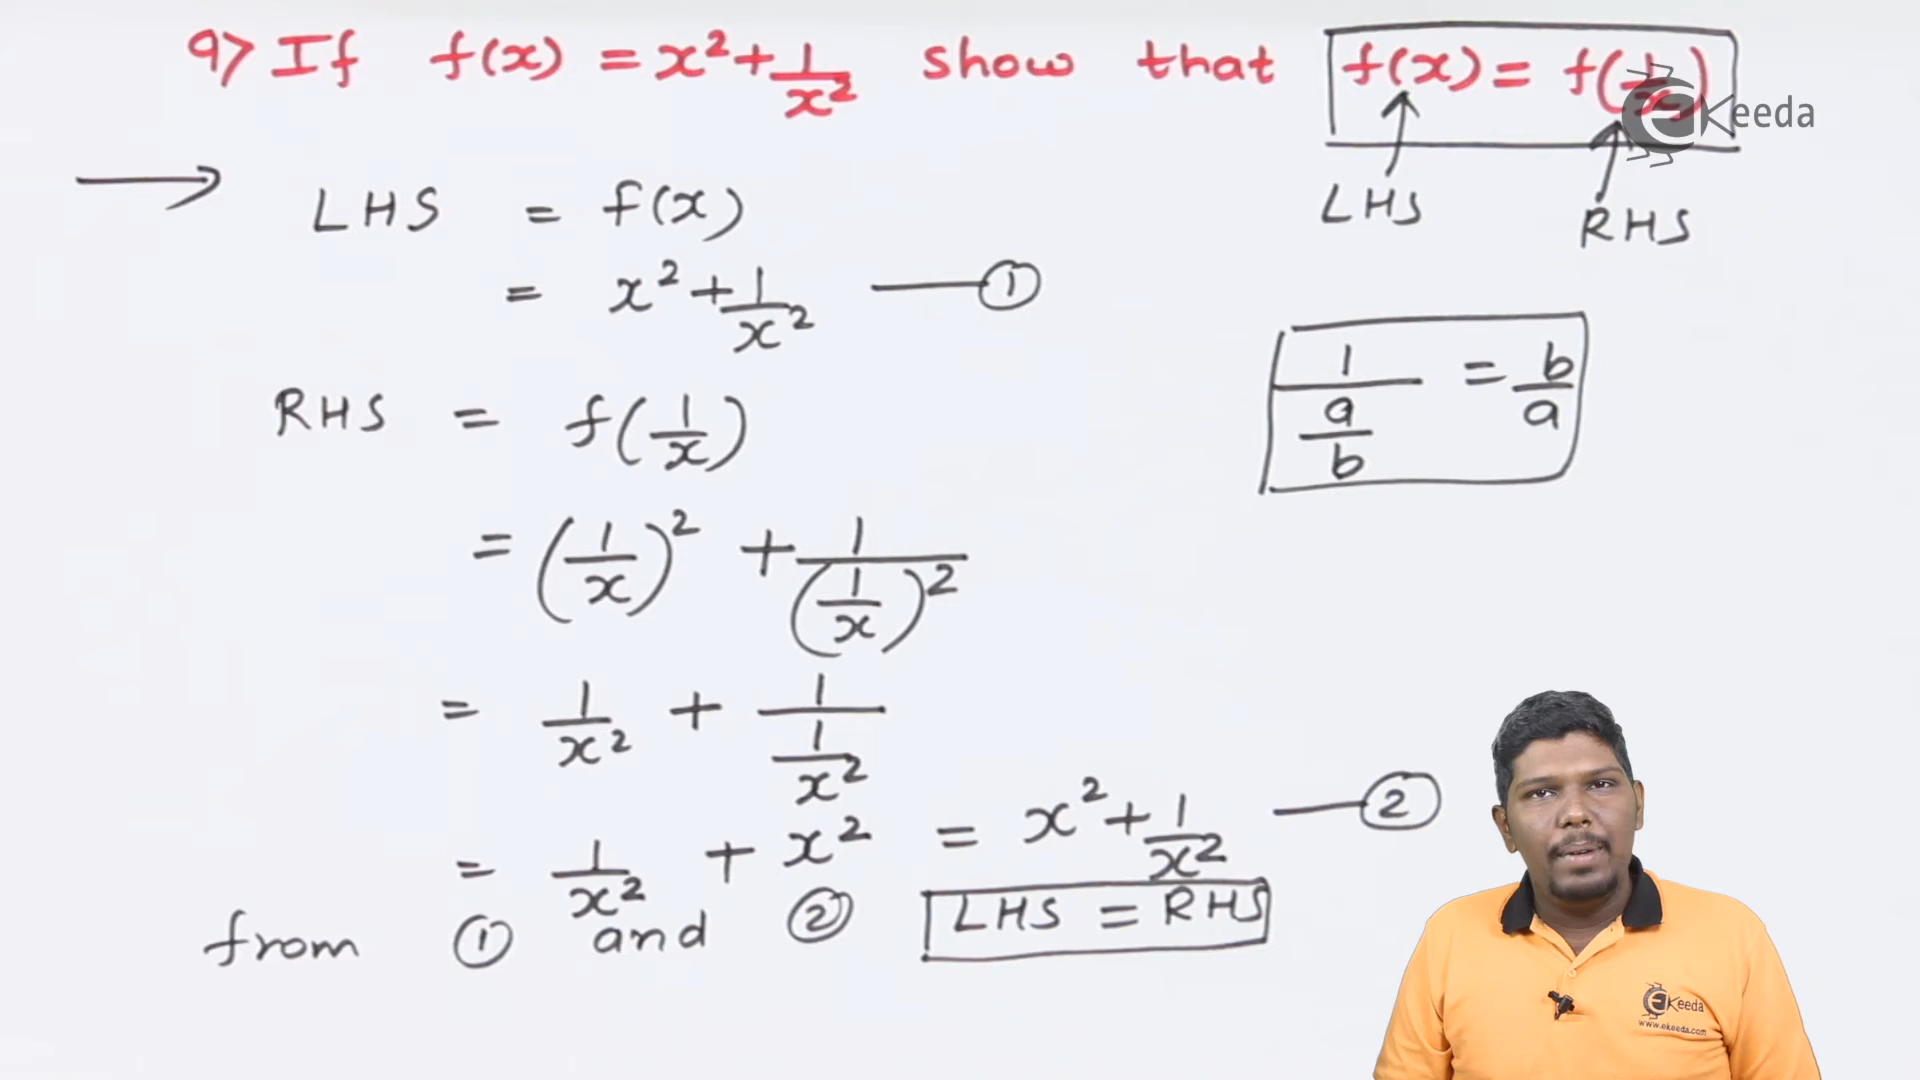 9> If f(x) = x² + 1/x² show that f(x) = f(1/x)
EKeeda
LHS RHS
LHS = f(x)
= x² + 1/x² — ①
1/(a/b) = b/a
RHS = f(1/x)
= (1/x)² + 1/(1/x)²
= 1/x² + 1/(1/x²)
= 1/x² + x² = x² + 1/x² — ②
from ① and ② LHS = RHS
EKeeda
www.ekeeda.com